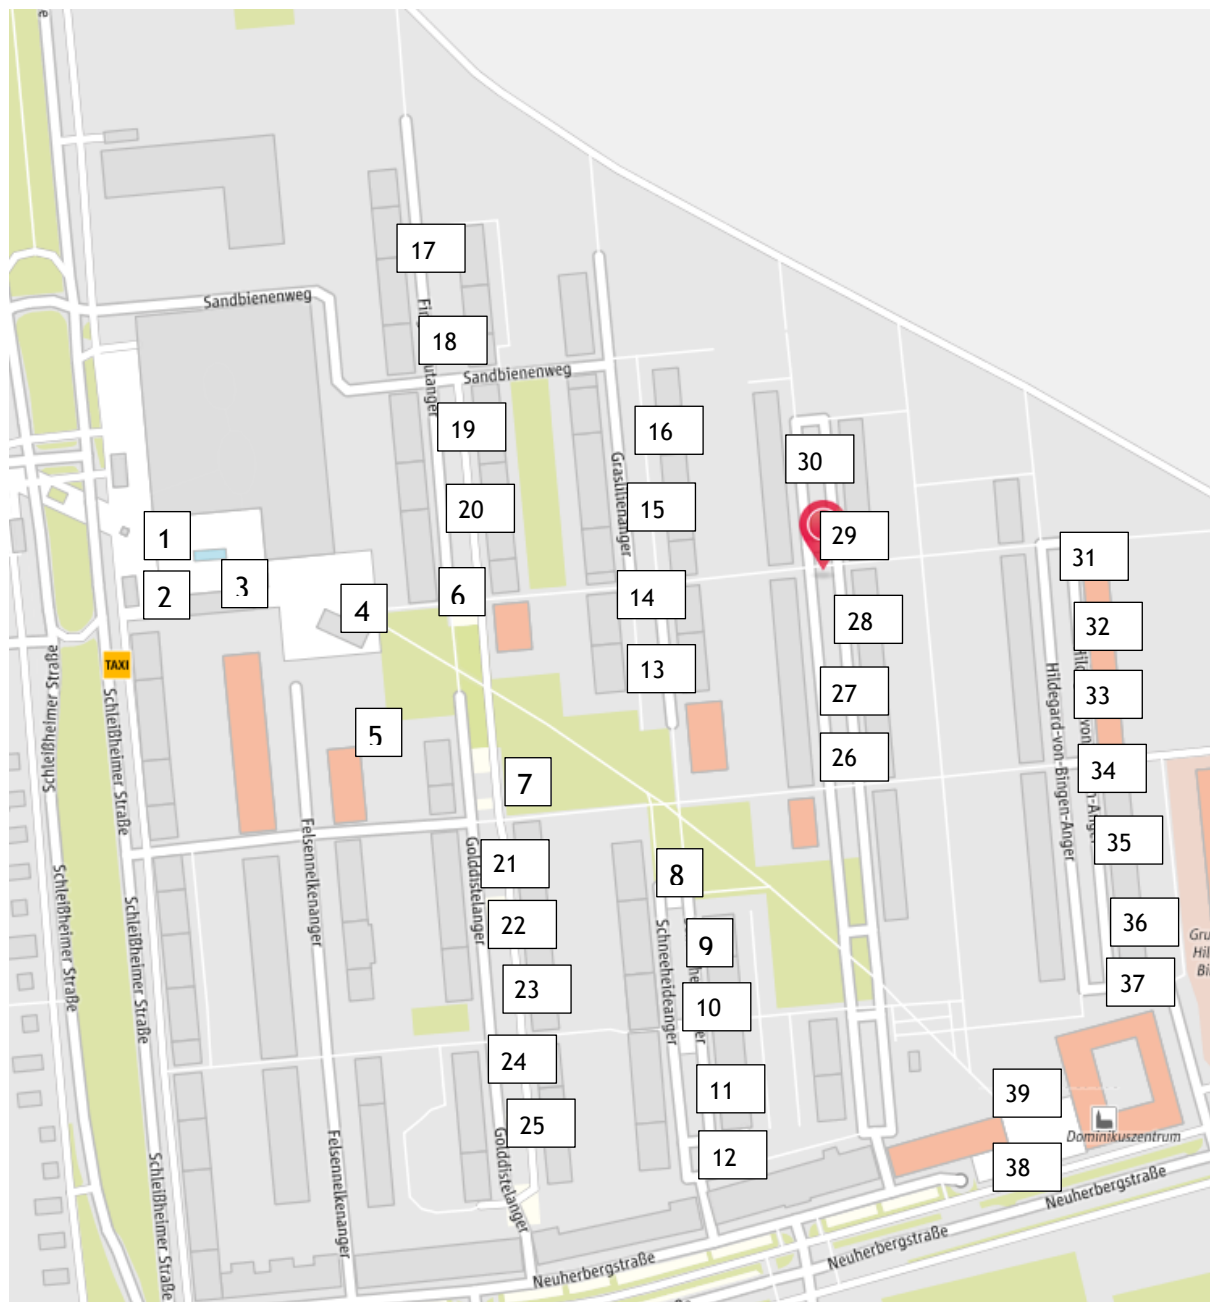 e
17
Sandbienenweg
18
Sandbienenweg
19
16
Graslilienanger
30
20
15
1
29
31
3
6
2
14
4
28
32
TAXI
13
27
33
5
Schleißheimer Straße
Schleißheimer Straße
Hildegard-von-Bingen-Anger
26
34
7
35
21
8
Felsennelkenanger
Golddistelanger
22
9
36
Schleißheimer Straße
Schleißheimer Straße
Schneeheideanger
23
10
37
24
11
39
25
Dominikuszentrum
12
38
Felsennelkenanger
Golddistelanger
Schleißheimer Straße
Neuherbergstraße
Neuherbergstraße
Neuherbergstraße